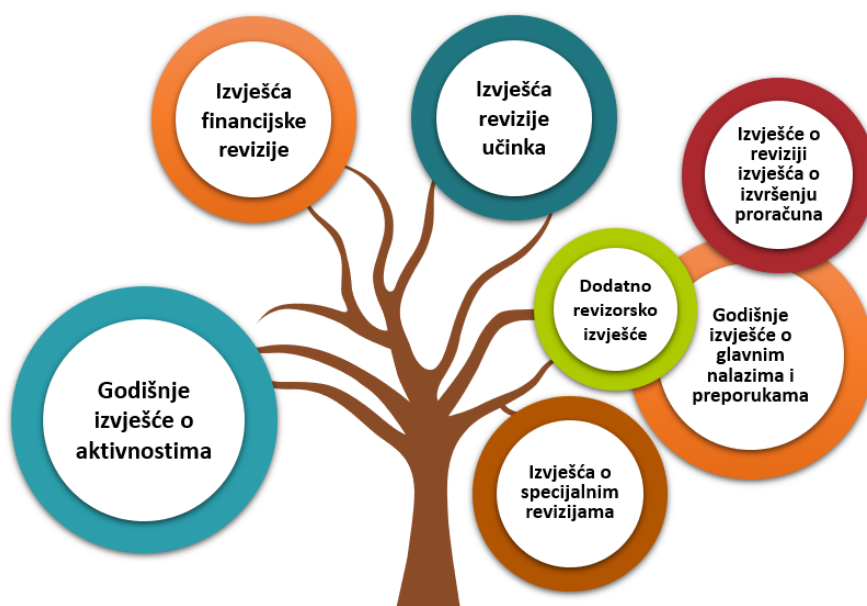 Izvješća
financijske
revizije
Izvješća
revizije
učinka
Izvješće o
reviziji
izvješća o
izvršenju
proračuna
Dodatno
revizorsko
izvješće
Godišnje
izvješće o
glavnim
nalazima i
preporukama
Godišnje
izvješće o
aktivnostima
Izvješća o
specijalnim
revizijama